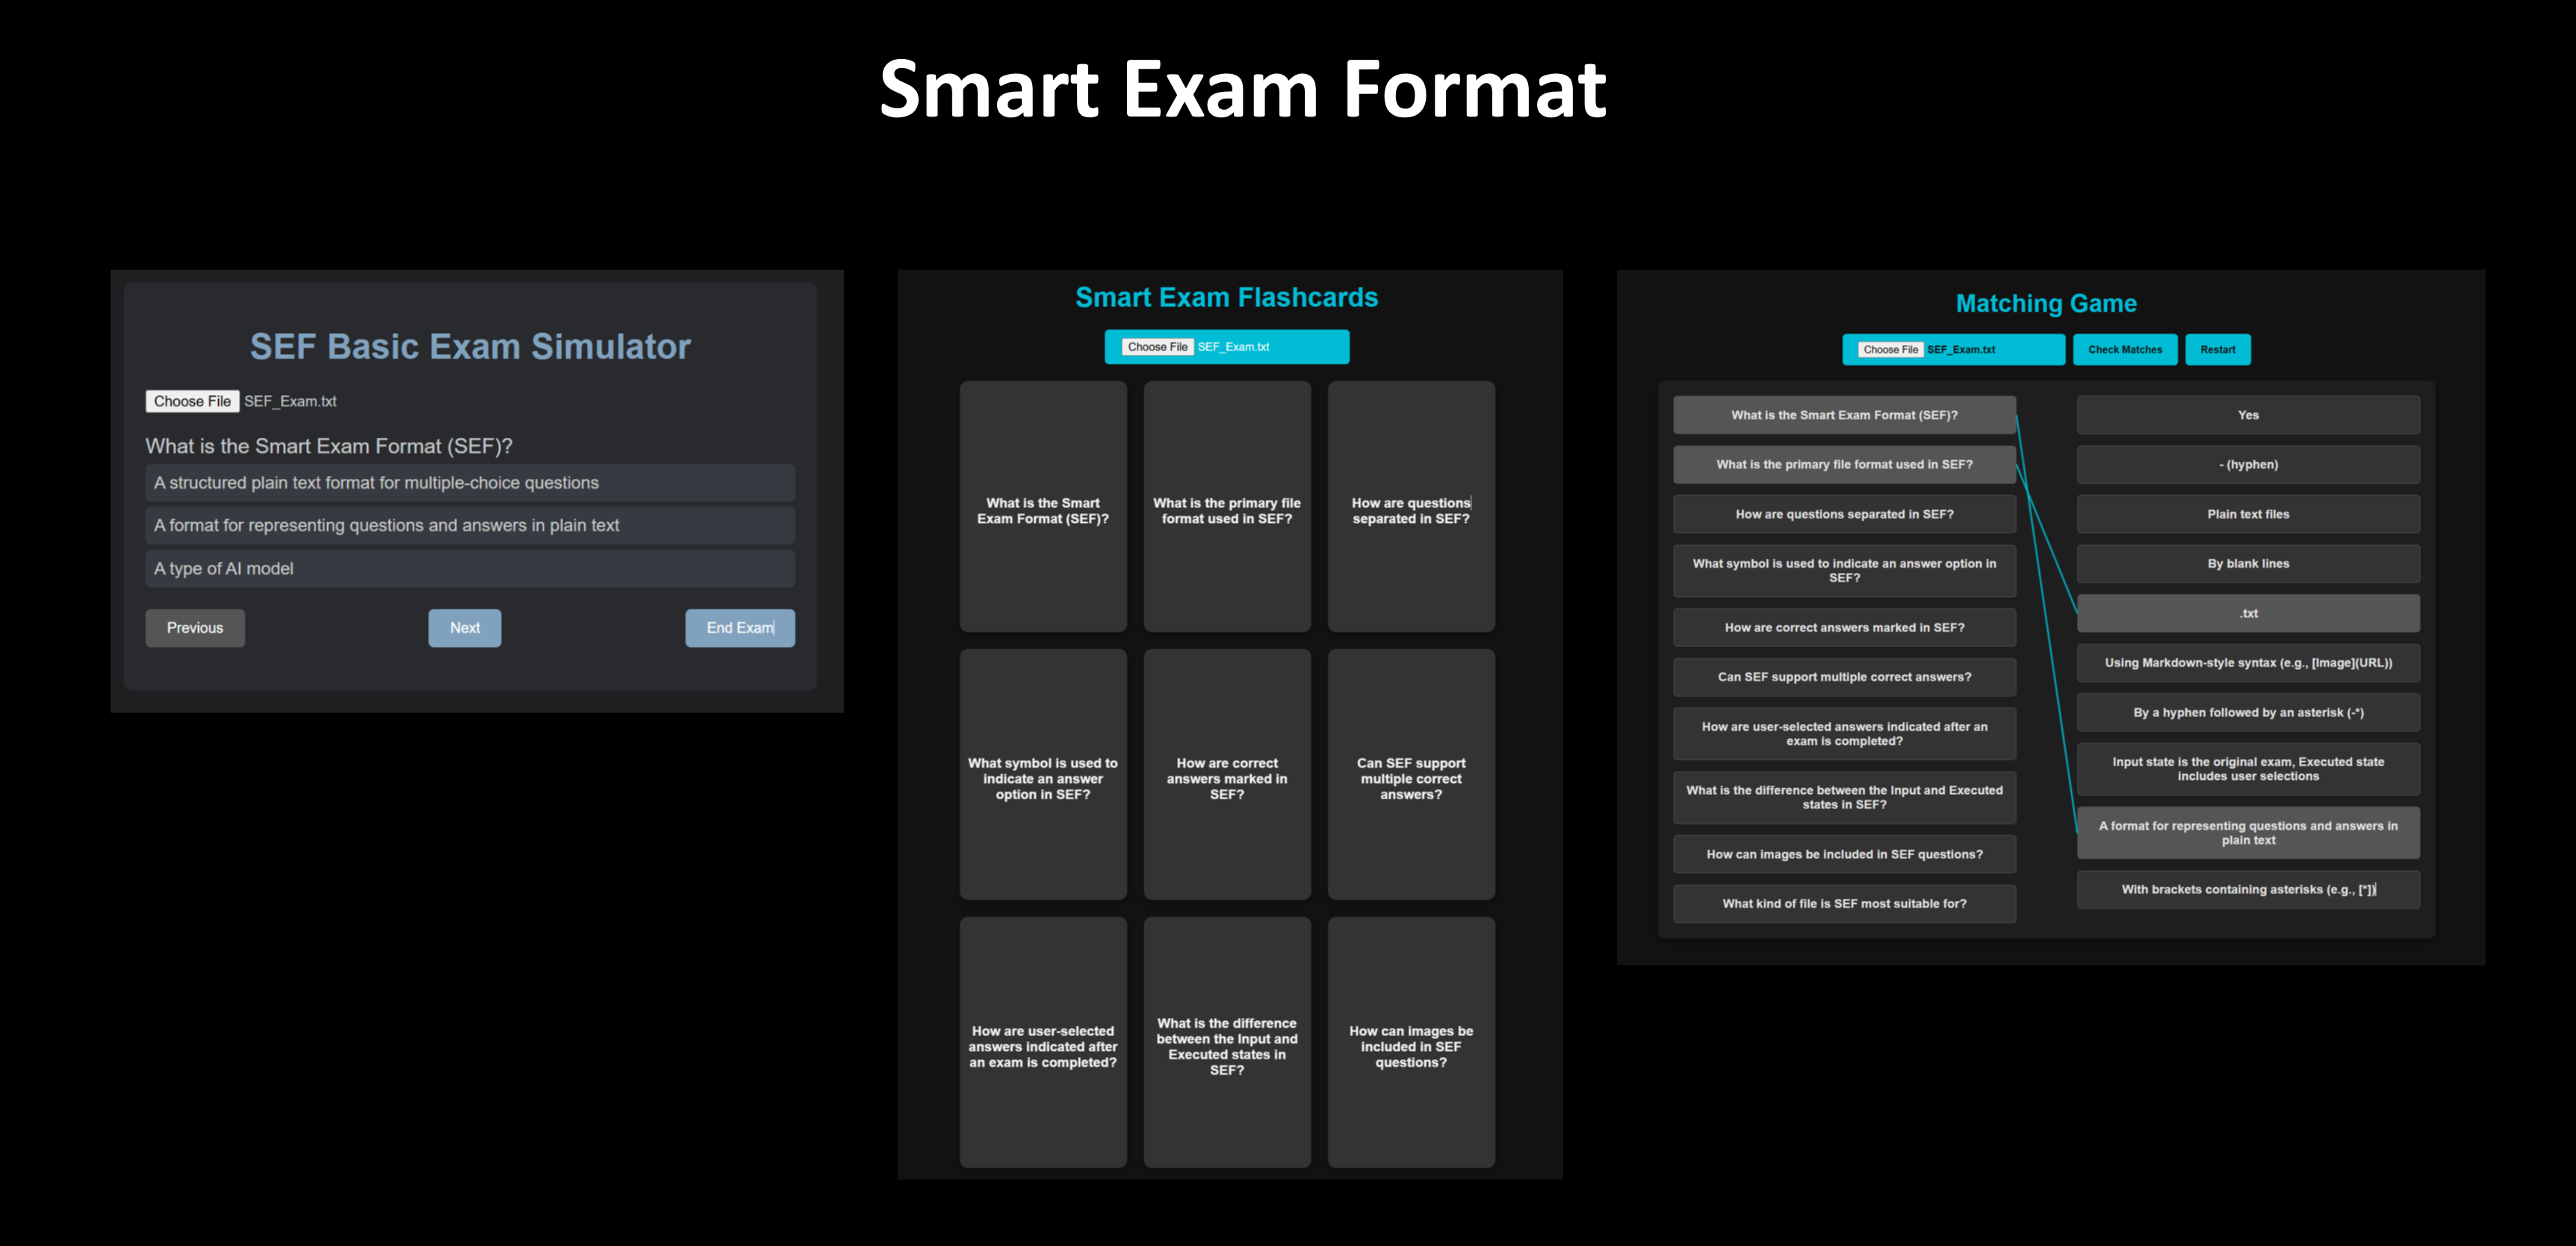 Smart Exam Format
SEF Basic Exam Simulator
Choose File SEF_Exam.txt
What is the Smart Exam Format (SEF)?
A structured plain text format for multiple-choice questions
A format for representing questions and answers in plain text
A type of AI model
Previous
Next
End Exam
Smart Exam Flashcards
Choose File SEF_Exam.txt
What is the Smart
Exam Format (SEF)?
What is the primary file
format used in SEF?
How are questions
separated in SEF?
What symbol is used to
indicate an answer
option in SEF?
How are correct
answers marked in
SEF?
Can SEF support
multiple correct
answers?
How are user-selected
answers indicated after
an exam is completed?
What is the difference
between the Input and
Executed states in
SEF?
How can images be
included in SEF
questions?
Matching Game
Choose File SEF_Exam.txt
Check Matches
Restart
What is the Smart Exam Format (SEF)?
What is the primary file format used in SEF?
How are questions separated in SEF?
What symbol is used to indicate an answer option in
SEF?
How are correct answers marked in SEF?
Can SEF support multiple correct answers?
How are user-selected answers indicated after an
exam is completed?
What is the difference between the Input and Executed
states in SEF?
How can images be included in SEF questions?
What kind of file is SEF most suitable for?
Yes
- (hyphen)
Plain text files
By blank lines
.txt
Using Markdown-style syntax (e.g., [Image](URL))
By a hyphen followed by an asterisk (-*)
Input state is the original exam, Executed state
includes user selections
A format for representing questions and answers in
plain text
With brackets containing asterisks (e.g., [*])